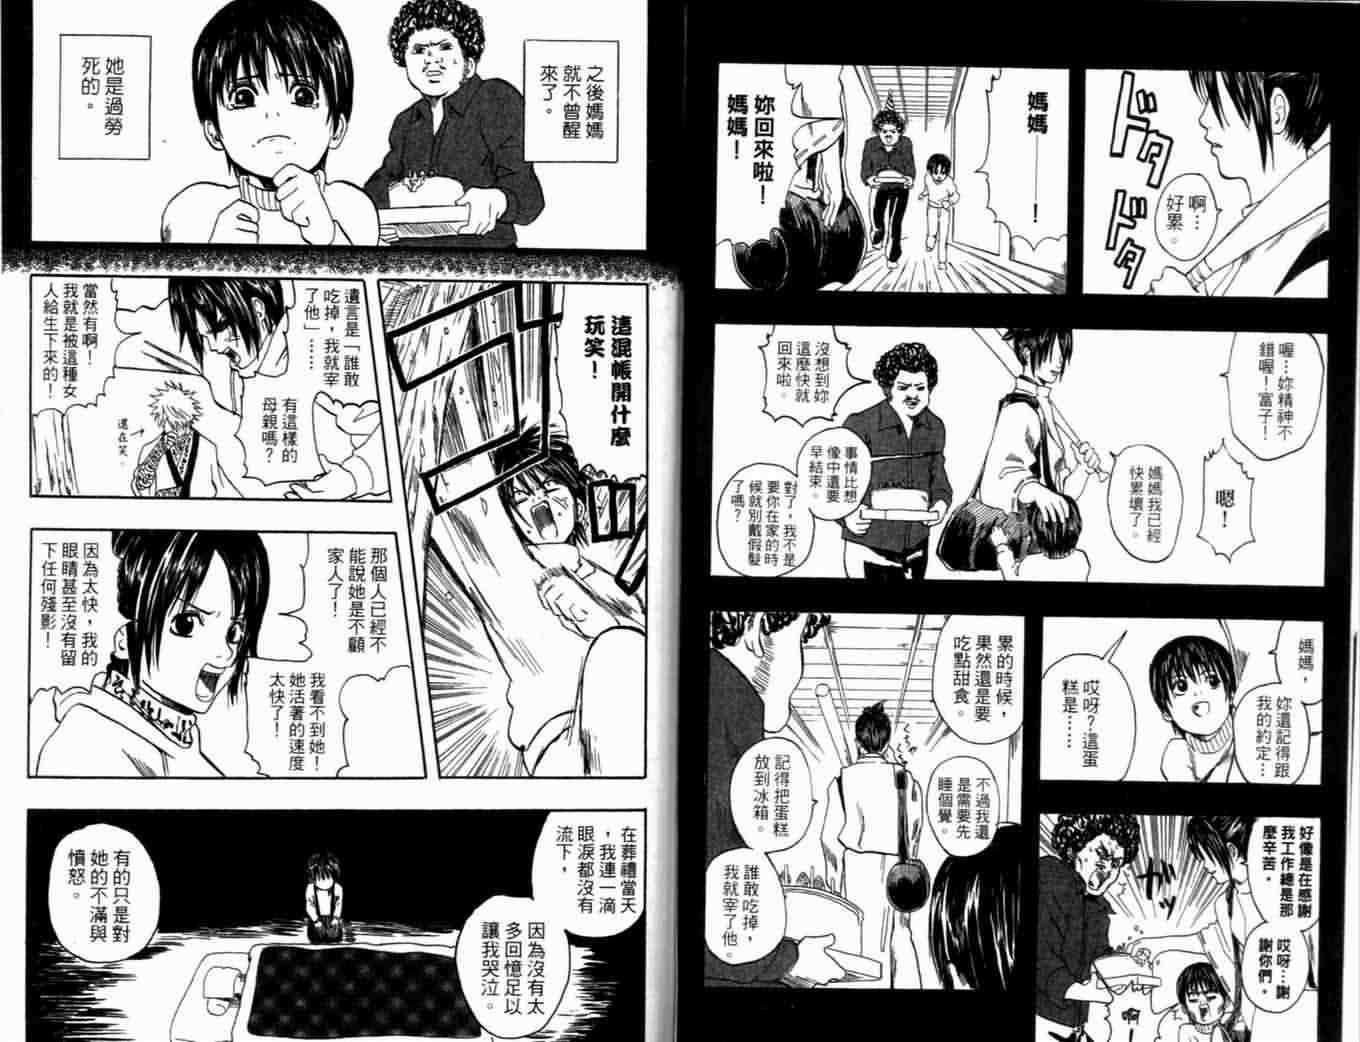 ドタ
ドタ
啊…
好累。
媽媽——！
妳回來啦！
媽媽！
喔…妳精神不
錯喔！富子！
嗯！
媽媽我已經
快累壞了。
沒想到妳
這麼快就
回來啦。
事情比想
像中還要
早結束。
對了，我不是
要你在家的時
候就別戴假髮
了嗎？
媽媽，
妳還記得跟
我的約定…
哎呀？這蛋
糕是……
好像是在感謝
我工作總是那
麼辛苦。
哎呀…謝
謝你們。
ガ
啊！
累的時候，
果然還是要
吃點甜食。
不過我還
是需要先
睡個覺。
記得把蛋糕
放到冰箱。
誰敢吃掉，
我就宰了他。
之後媽媽
就不曾醒
來了。
她是過勞
死的。
這混帳開什麼
玩笑！
遺言是「誰敢
吃掉，我就宰
了他」……
有這樣的
母親嗎？
當然有啊！
我就是被這種女
人給生下來的！
還在笑。
那個人已經不
能說她是不顧
家人了！
我看不到她！
她活著的速度
太快了！
因為太快，我的
眼睛甚至沒有留
下任何殘影！
在葬禮當天
，我連一滴
眼淚都沒有
流下，
因為沒有太
多回憶足以
讓我哭泣。
有的只是對
她的不滿與
憤怒。